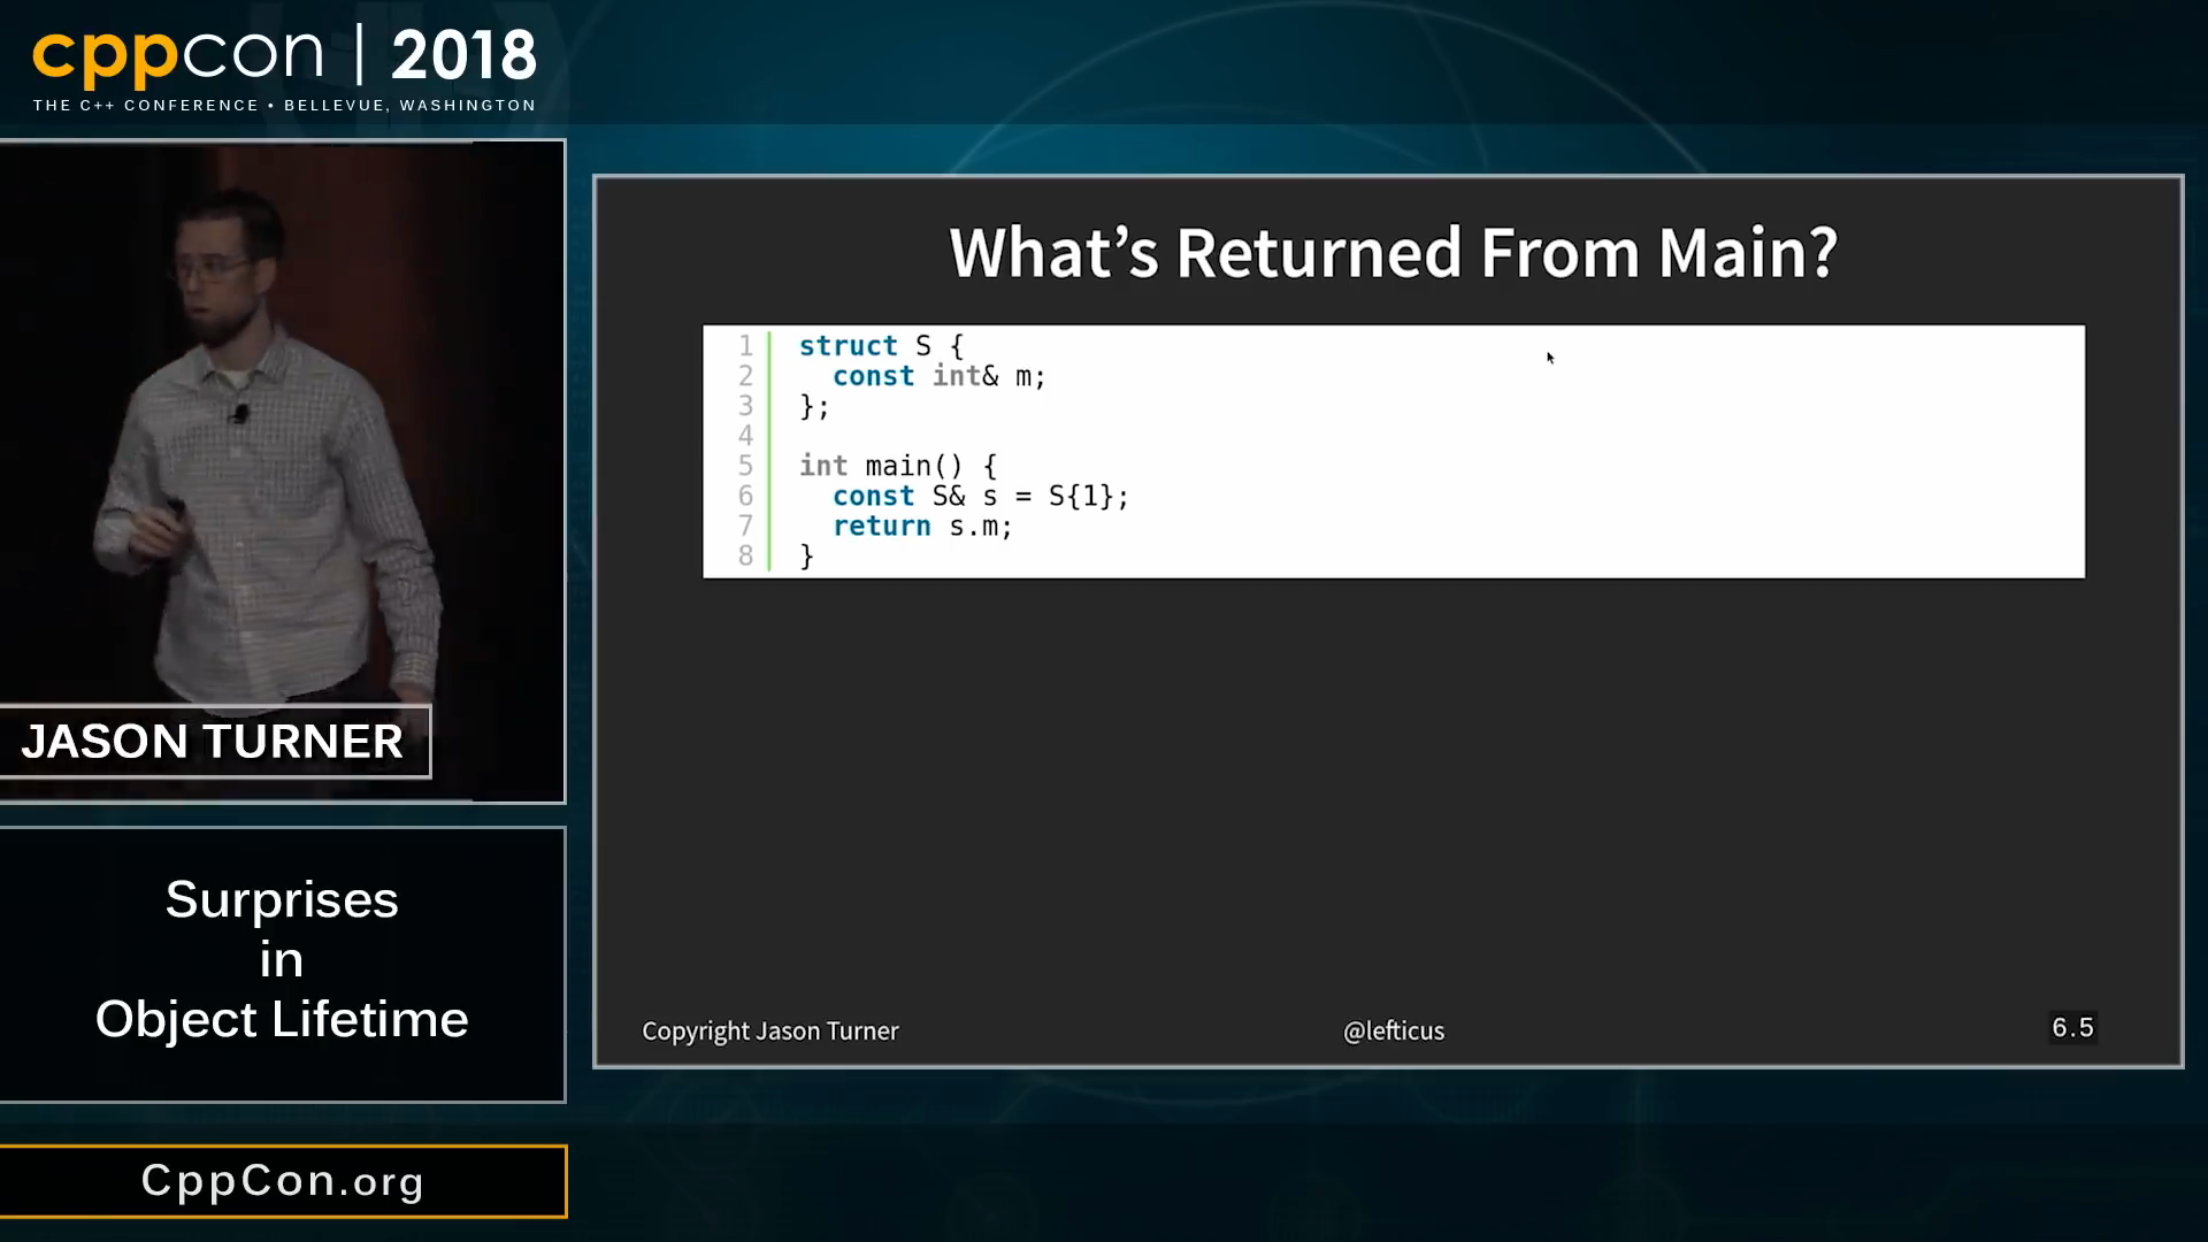 cppcon | 2018
THE C++ CONFERENCE • BELLEVUE, WASHINGTON
JASON TURNER
Surprises
in
Object Lifetime
CppCon.org
What's Returned From Main?
1 struct S {
2   const int& m;
3 };
4
5 int main() {
6   const S& s = S{1};
7   return s.m;
8 }
Copyright Jason Turner
@lefticus
6.5